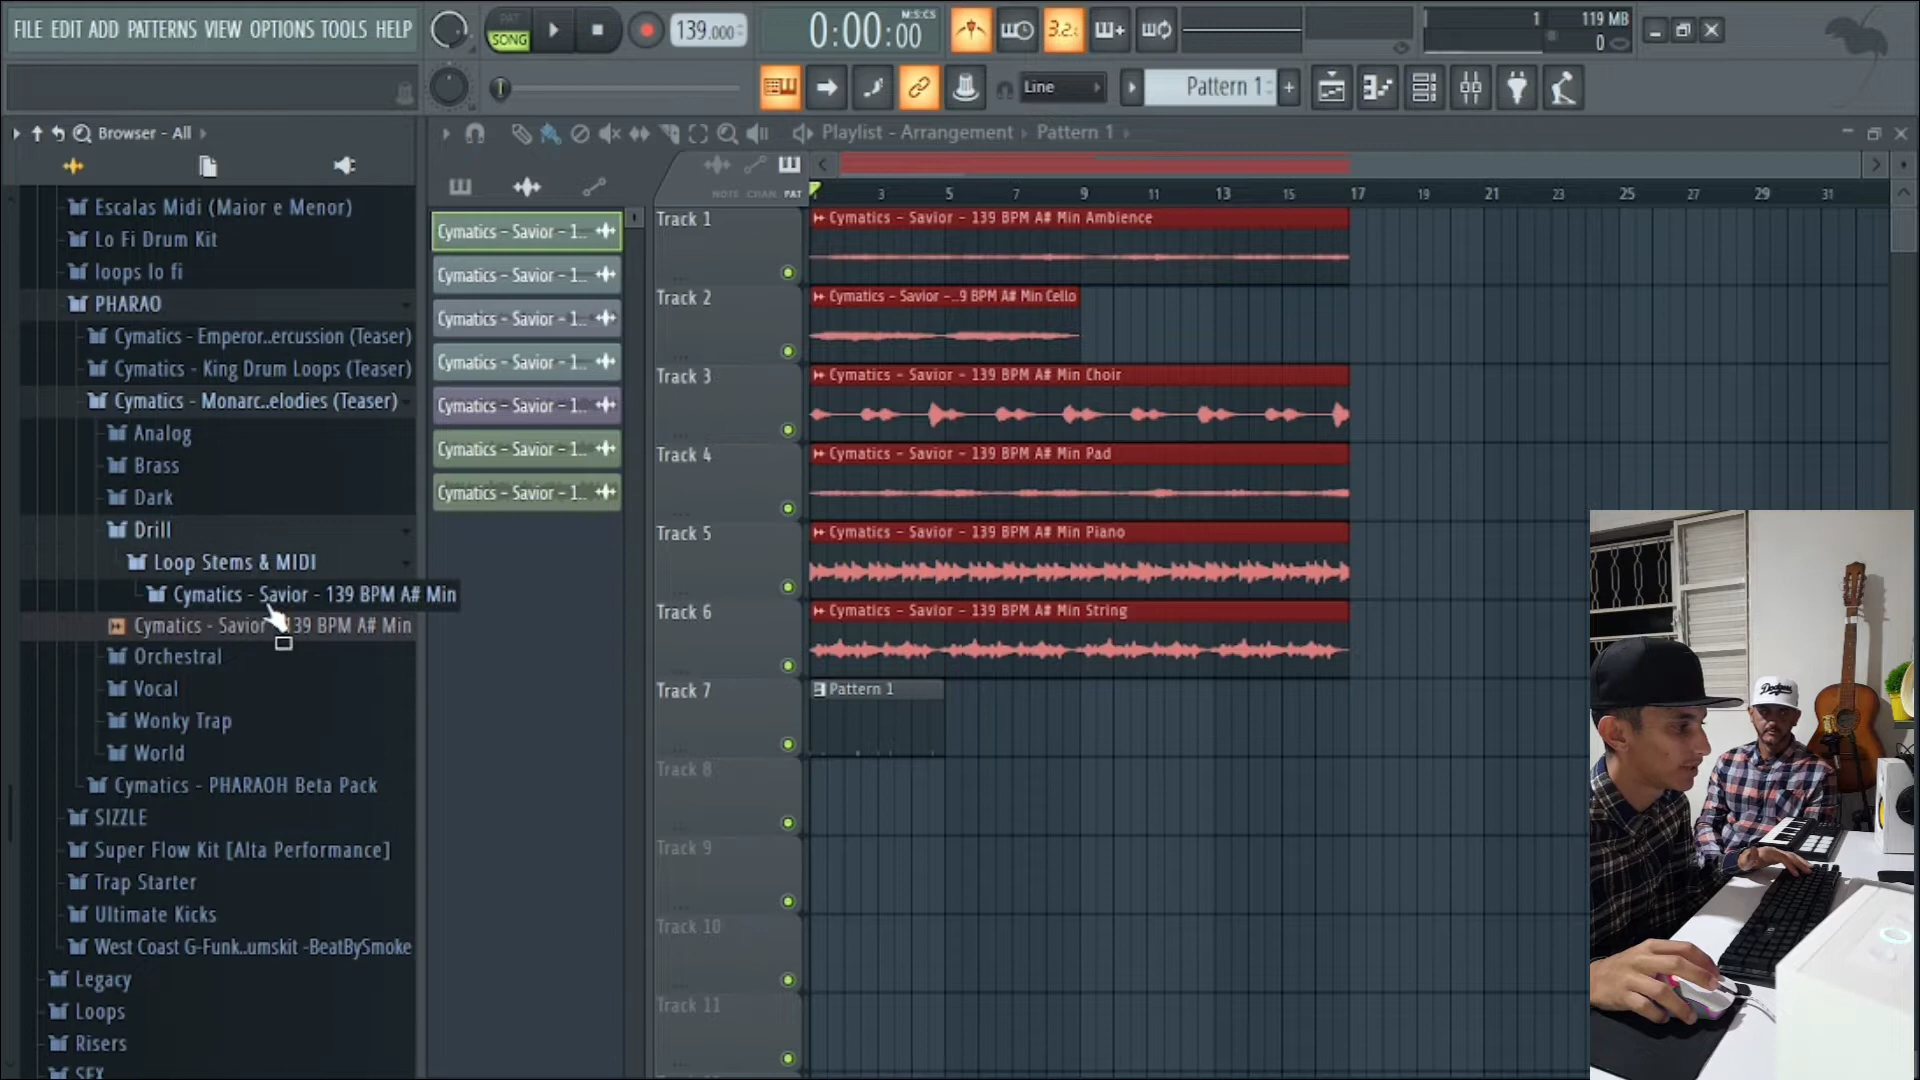 FILE EDIT ADD PATTERNS VIEW OPTIONS TOOLS HELP
PAT
SONG
139.000
M:S:CS
0:00:00
3.2.
1
119 MB
0
Line
Pattern 1
+
Browser - All
Playlist - Arrangement › Pattern 1 ›
NOTE CHAN PAT
3 5 7 9 11 13 15 17 19 21 23 25 27 29 31
Escalas Midi (Maior e Menor)
Lo Fi Drum Kit
loops lo fi
PHARAO
Cymatics - Emperor..ercussion (Teaser)
Cymatics - King Drum Loops (Teaser)
Cymatics - Monarc..elodies (Teaser)
Analog
Brass
Dark
Drill
Loop Stems & MIDI
Cymatics - Savior - 139 BPM A# Min
Cymatics - Savior 139 BPM A# Min
Orchestral
Vocal
Wonky Trap
World
Cymatics - PHARAOH Beta Pack
SIZZLE
Super Flow Kit [Alta Performance]
Trap Starter
Ultimate Kicks
West Coast G-Funk..umskit -BeatBySmoke
Legacy
Loops
Risers
SFX
Cymatics - Savior - 1..
Cymatics - Savior - 1..
Cymatics - Savior - 1..
Cymatics - Savior - 1..
Cymatics - Savior - 1..
Cymatics - Savior - 1..
Cymatics - Savior - 1..
Track 1
Cymatics - Savior - 139 BPM A# Min Ambience
Track 2
Cymatics - Savior -..9 BPM A# Min Cello
Track 3
Cymatics - Savior - 139 BPM A# Min Choir
Track 4
Cymatics - Savior - 139 BPM A# Min Pad
Track 5
Cymatics - Savior - 139 BPM A# Min Piano
Track 6
Cymatics - Savior - 139 BPM A# Min String
Track 7
Pattern 1
Track 8
Track 9
Track 10
Track 11
Dodgers